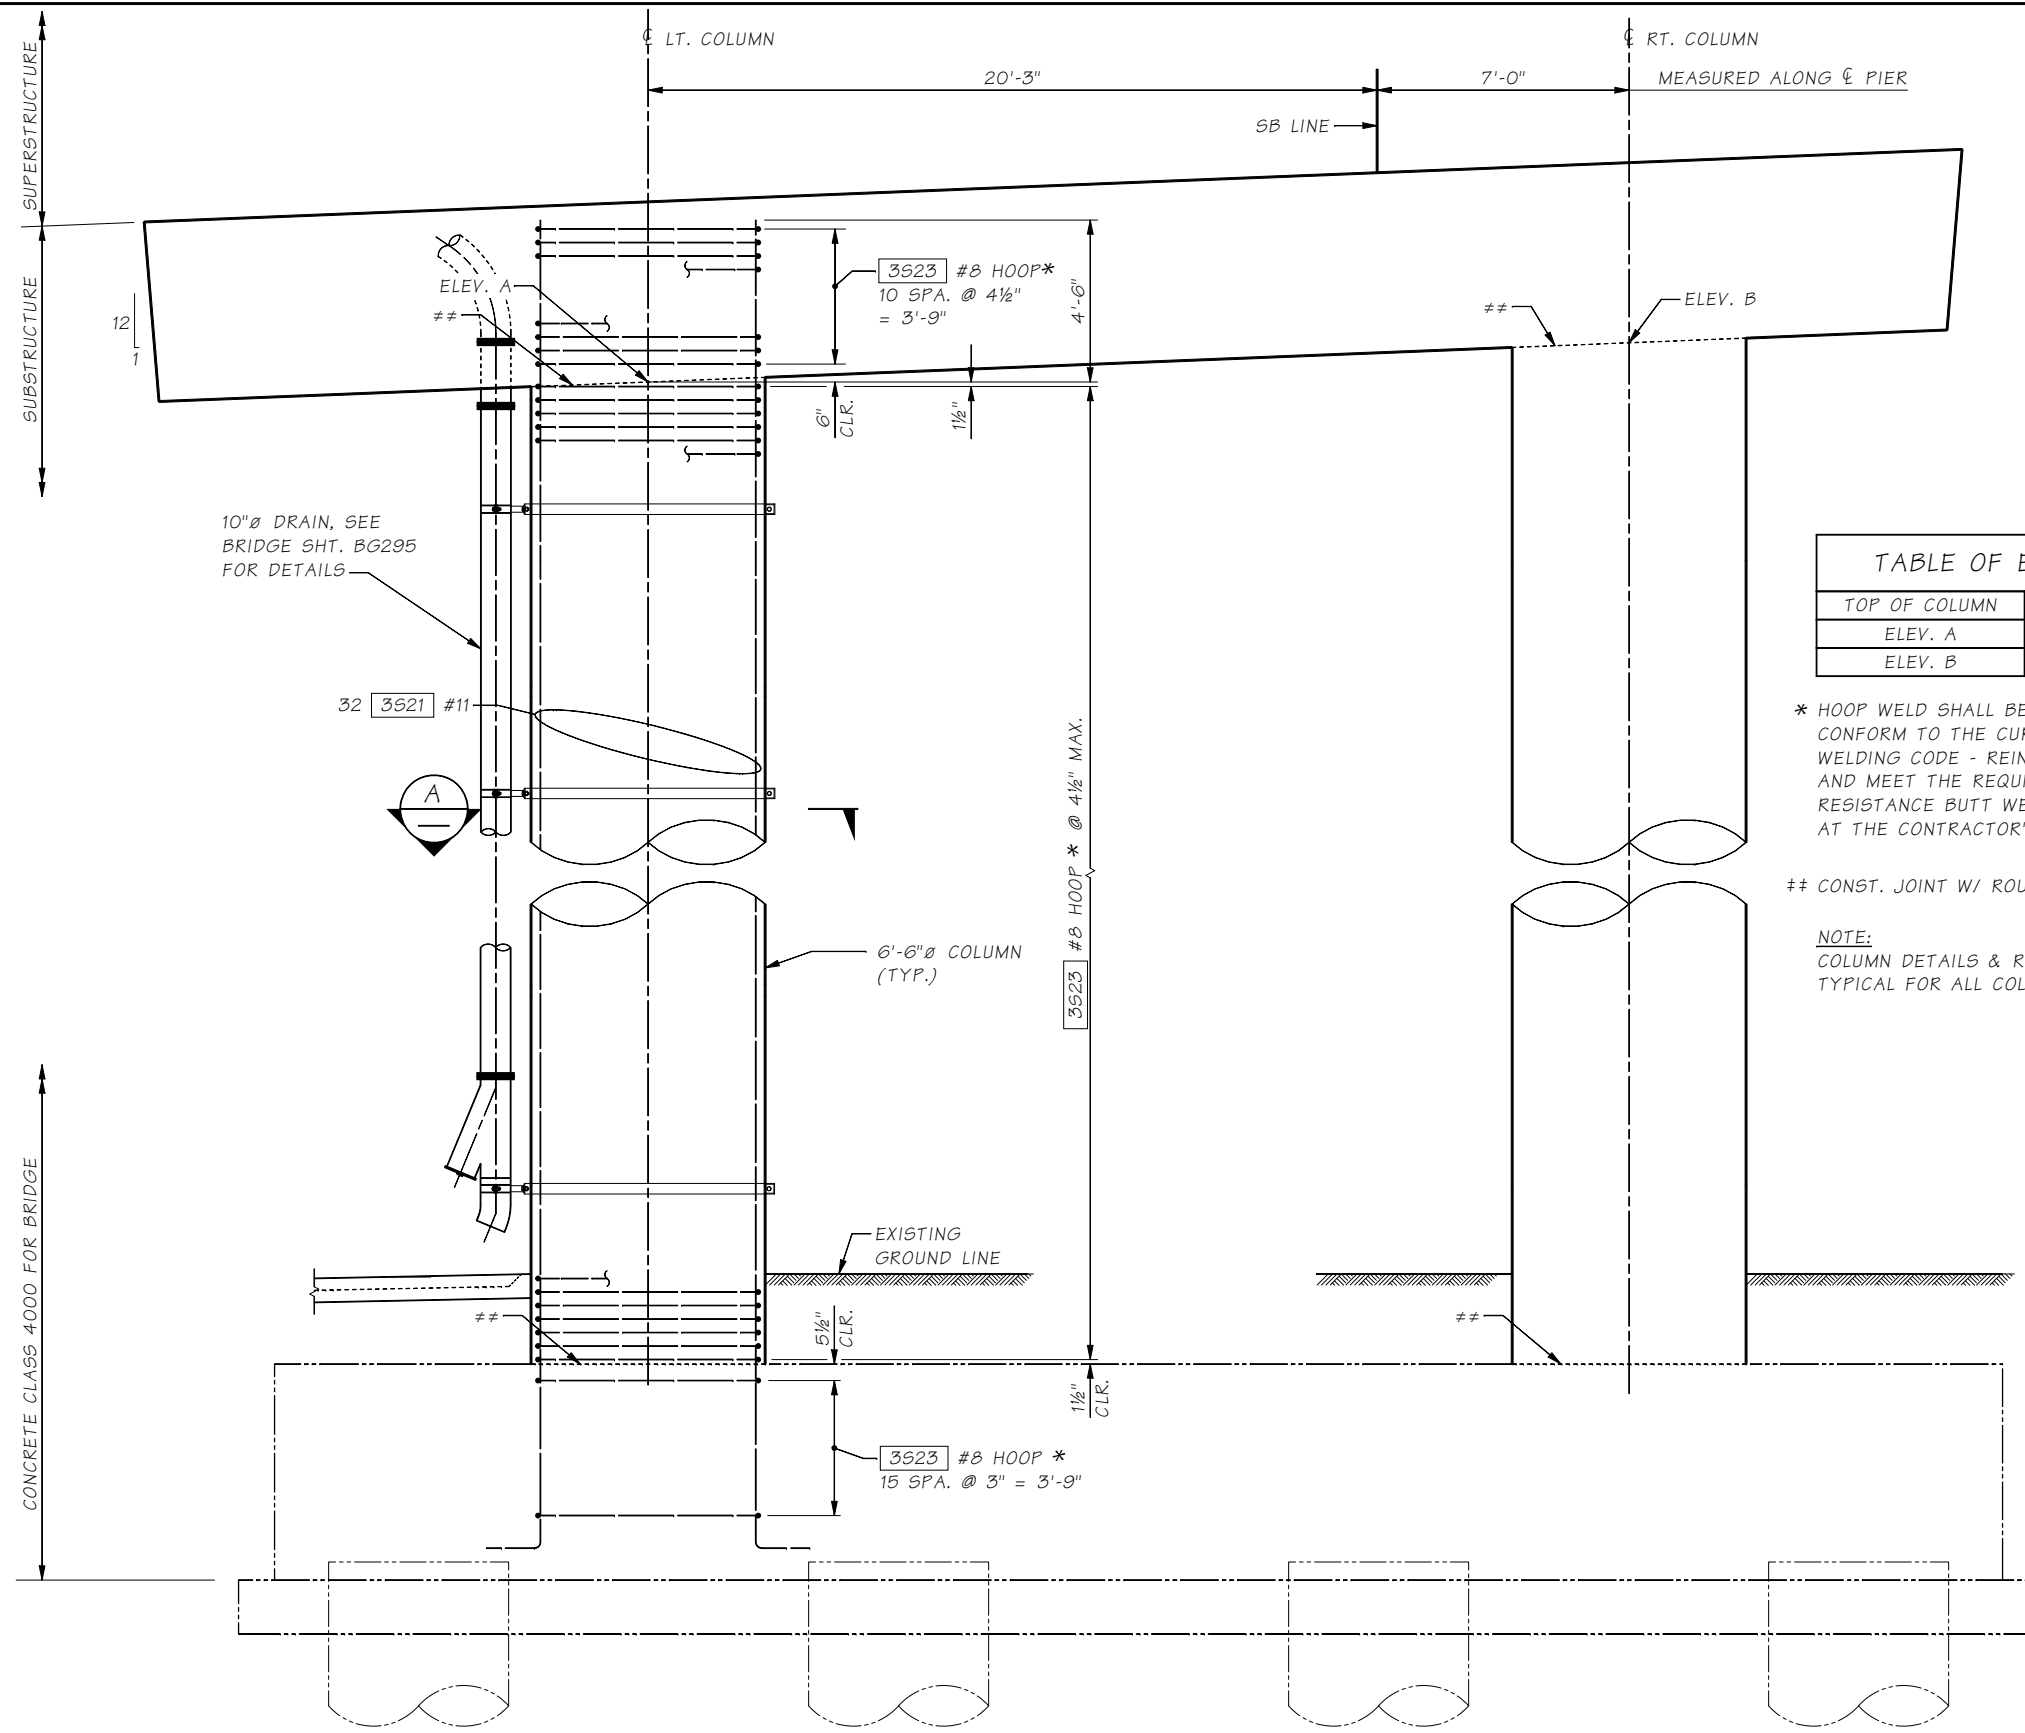 ℄ LT. COLUMN
℄ RT. COLUMN
20'-3"
7'-0"
MEASURED ALONG ℄ PIER
SB LINE
SUPERSTRUCTURE
SUBSTRUCTURE
12
1
ELEV. A
‡‡
3S23 #8 HOOP*
10 SPA. @ 4½"
= 3'-9"
4'-6"
6"
CLR.
1½"
‡‡
ELEV. B
10"ø DRAIN, SEE
BRIDGE SHT. BG295
FOR DETAILS
32 3S21 #11
A
3S23 #8 HOOP * @ 4½" MAX.
6'-6"ø COLUMN
(TYP.)
TABLE OF E
TOP OF COLUMN
ELEV. A
ELEV. B
* HOOP WELD SHALL BE
CONFORM TO THE CUR
WELDING CODE - REIN
AND MEET THE REQUI
RESISTANCE BUTT WE
AT THE CONTRACTOR'
‡‡ CONST. JOINT W/ ROU
NOTE:
COLUMN DETAILS & R
TYPICAL FOR ALL COL
CONCRETE CLASS 4000 FOR BRIDGE
EXISTING
GROUND LINE
‡‡
5½"
CLR.
‡‡
1½"
CLR.
3S23 #8 HOOP *
15 SPA. @ 3" = 3'-9"